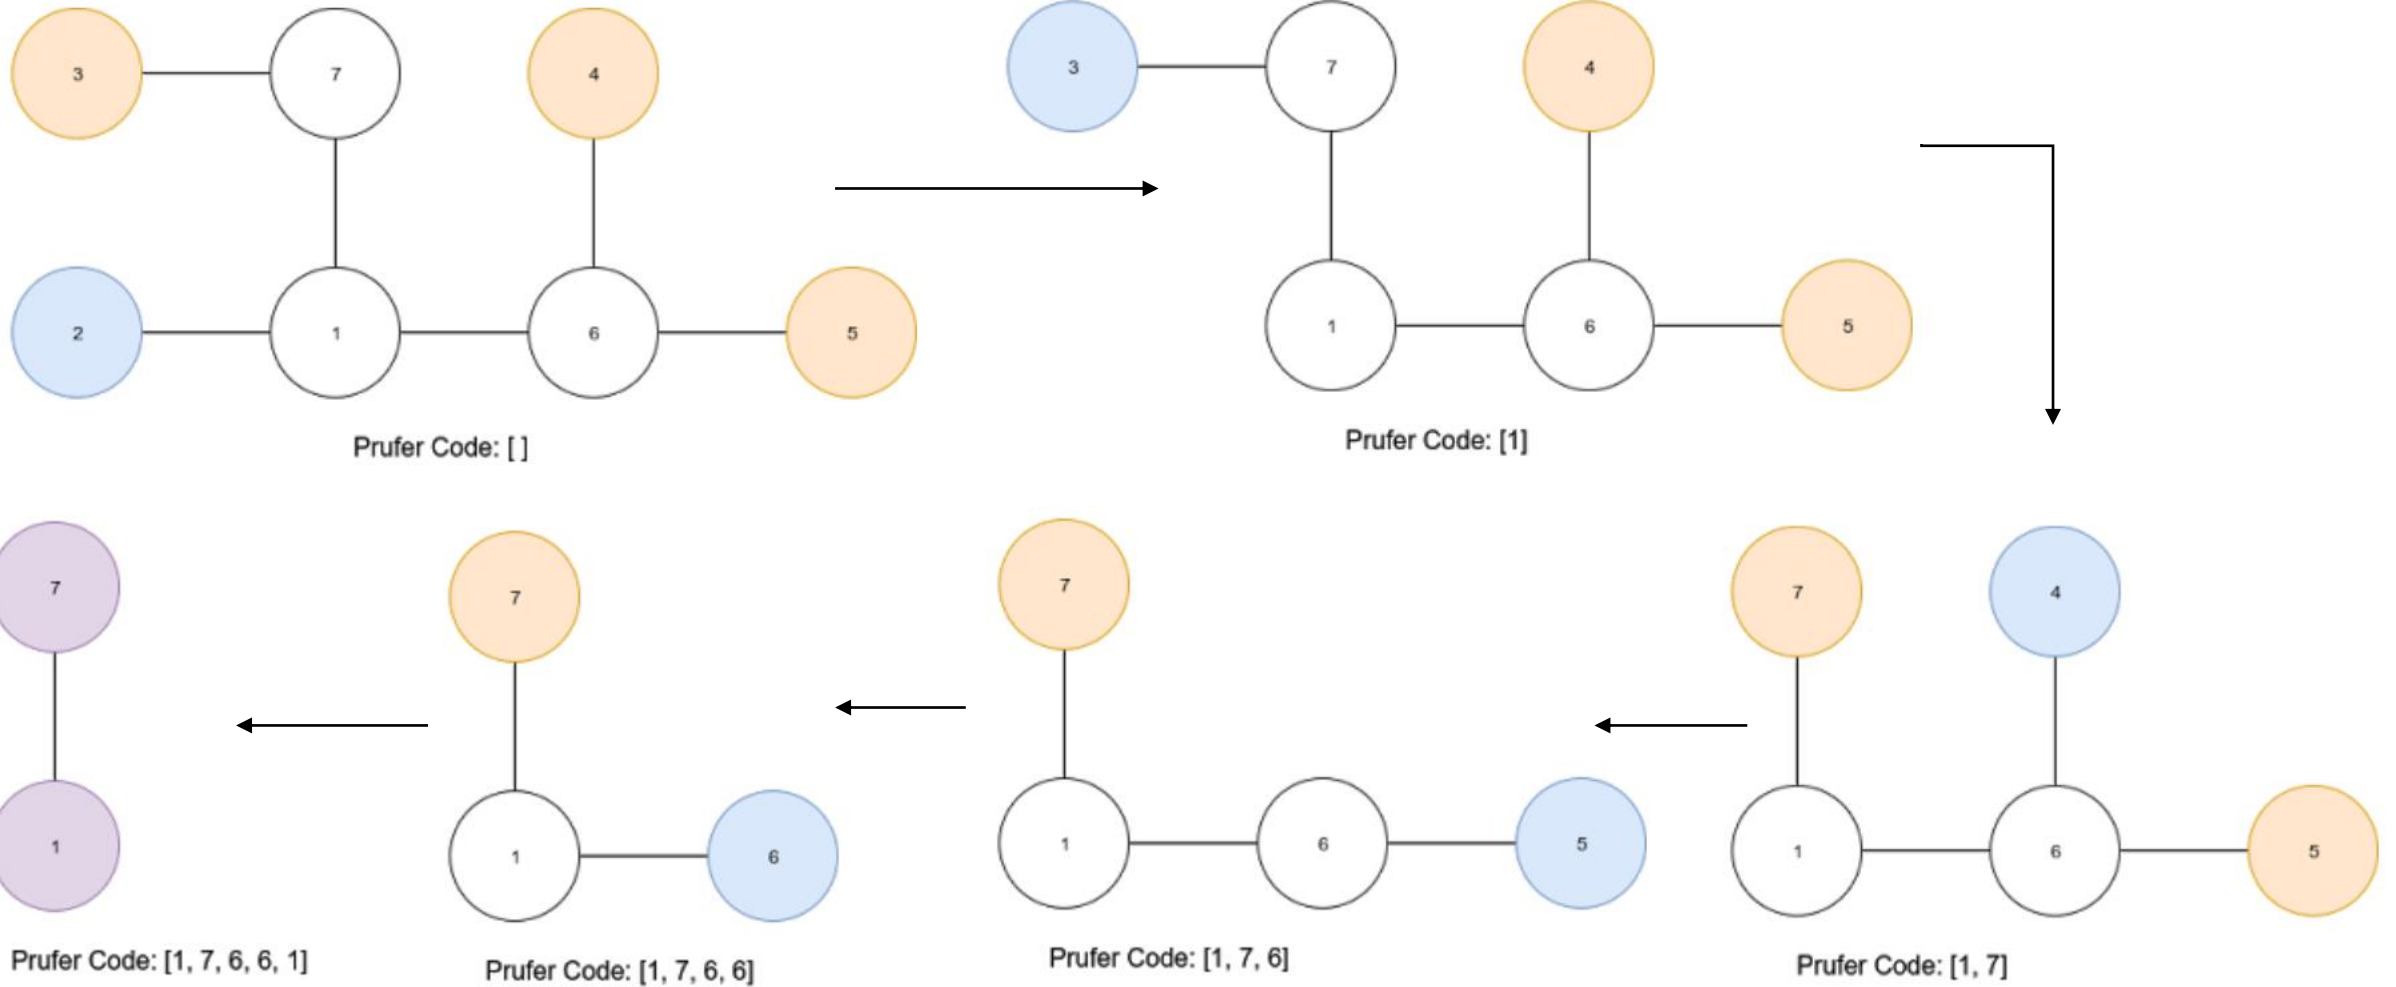 3 7 4
2 1 6 5
Prufer Code: [ ]
3 7 4
1 6 5
Prufer Code: [1]
7 4
1 6 5
Prufer Code: [1, 7]
7
1 6 5
Prufer Code: [1, 7, 6]
7
1 6
Prufer Code: [1, 7, 6, 6]
7
1
Prufer Code: [1, 7, 6, 6, 1]